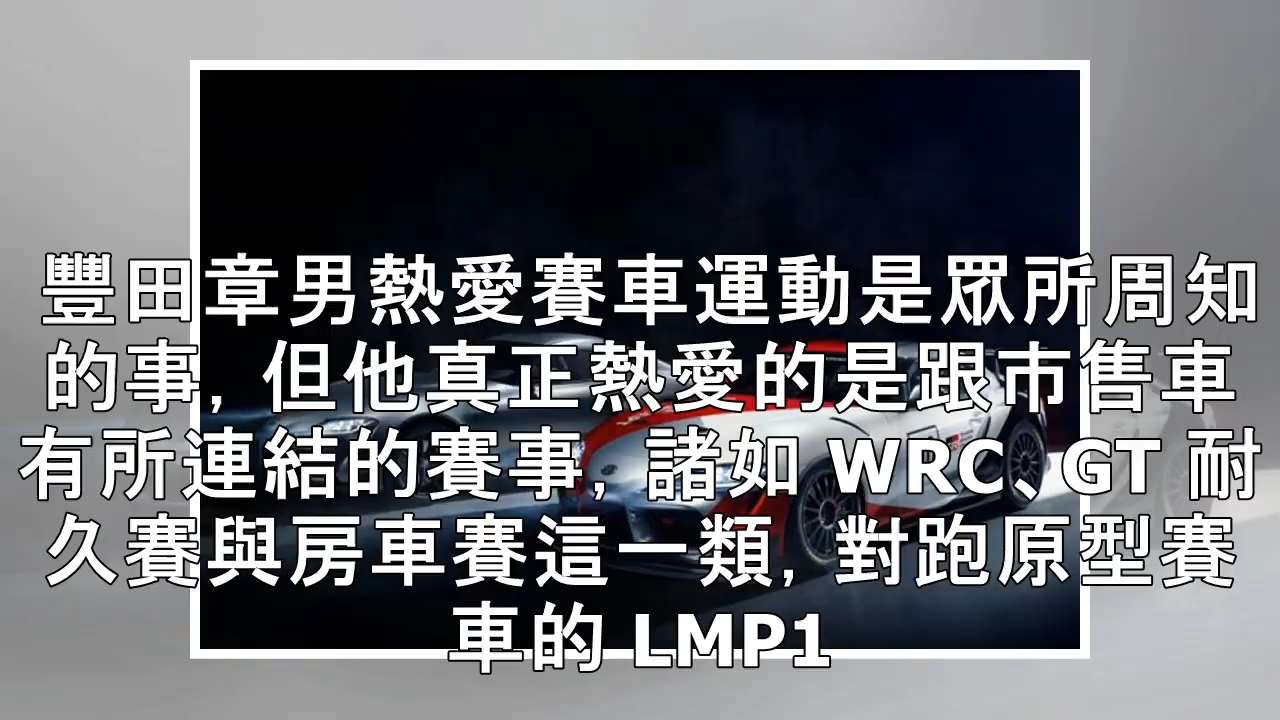 豐田章男熱愛賽車運動是眾所周知
的事, 但他真正熱愛的是跟市售車
有所連結的賽事, 諸如 WRC、GT 耐
久賽與房車賽這一類, 對跑原型賽
車的 LMP1